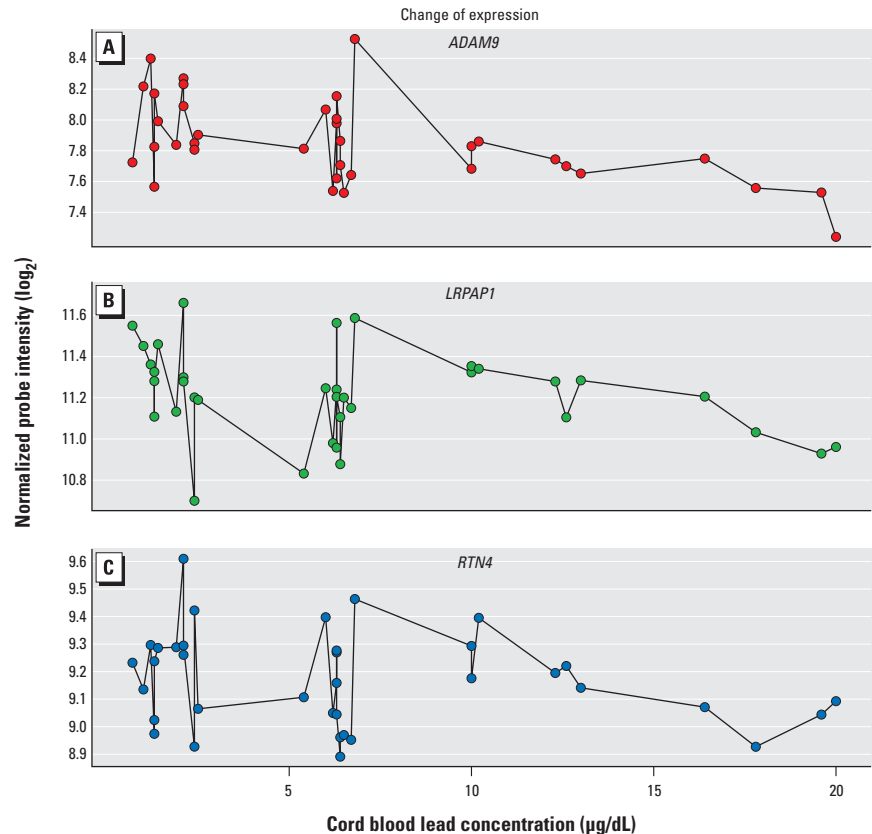 Change of expression
A
ADAM9
8.4
8.2
8.0
7.8
7.6
7.4
B
LRPAP1
11.6
11.4
11.2
11.0
10.8
C
RTN4
9.6
9.5
9.4
9.3
9.2
9.1
9.0
8.9
Normalized probe intensity (log2)
5 10 15 20
Cord blood lead concentration (μg/dL)